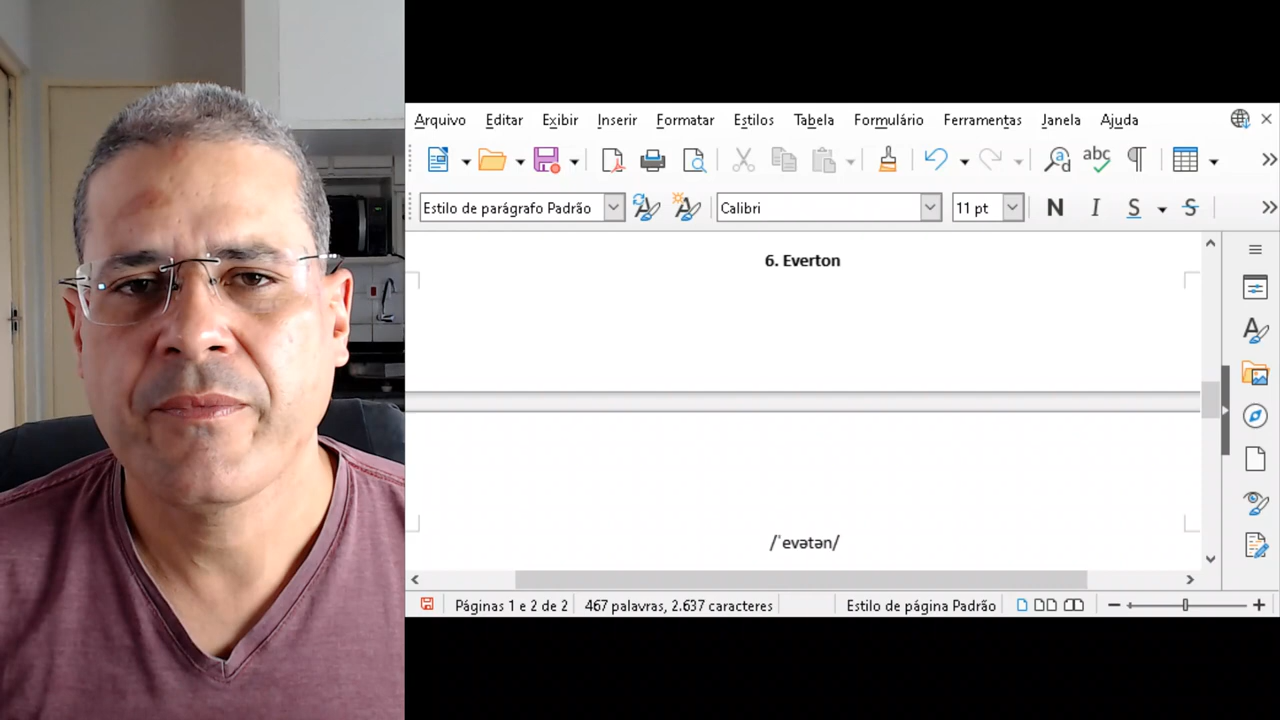 Arquivo Editar Exibir Inserir Formatar Estilos Tabela Formulário Ferramentas Janela Ajuda
Estilo de parágrafo Padrão Calibri 11 pt N I S S
6. Everton
/ˈevətən/
Páginas 1 e 2 de 2 467 palavras, 2.637 caracteres Estilo de página Padrão